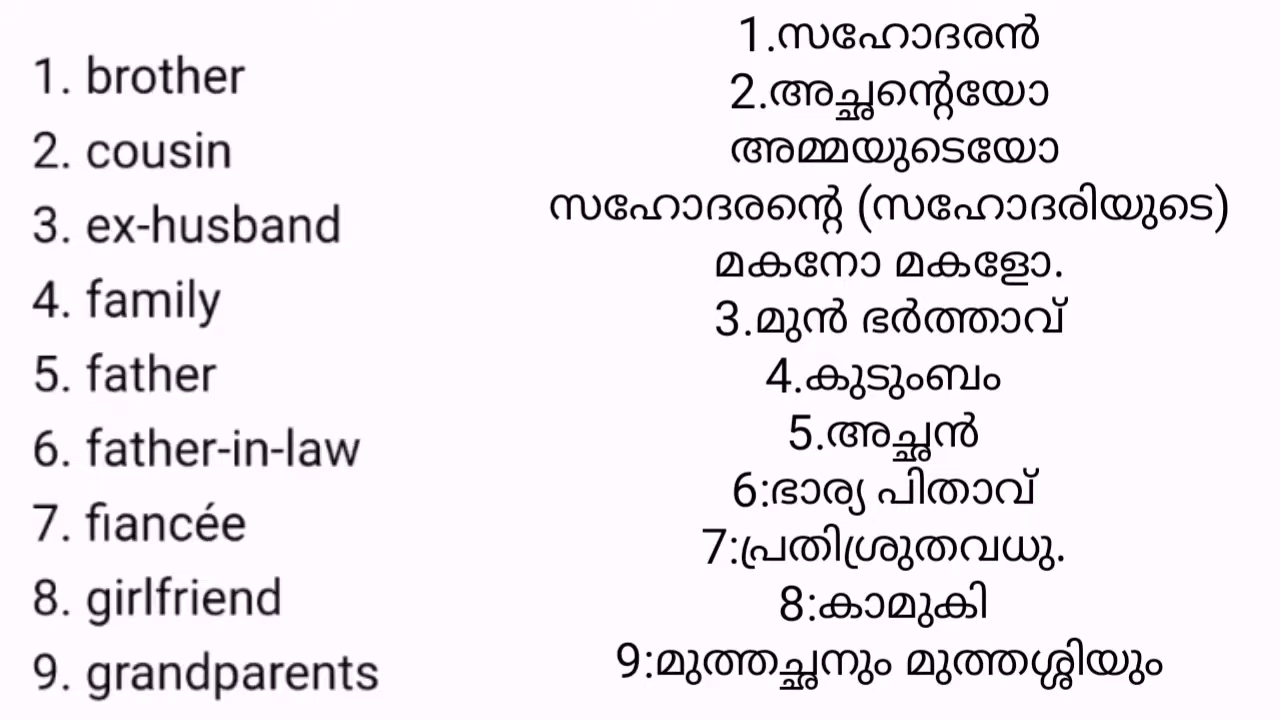 1. brother
2. cousin
3. ex-husband
4. family
5. father
6. father-in-law
7. fiancée
8. girlfriend
9. grandparents
1.സഹോദരൻ
2.അച്ഛന്റെയോ
അമ്മയുടെയോ
സഹോദരന്റെ (സഹോദരിയുടെ)
മകനോ മകളോ.
3.മുൻ ഭർത്താവ്
4.കുടുംബം
5.അച്ഛൻ
6:ഭാര്യ പിതാവ്
7:പ്രതിശ്രുതവധു.
8:കാമുകി
9:മുത്തച്ഛനും മുത്തശ്ശിയും